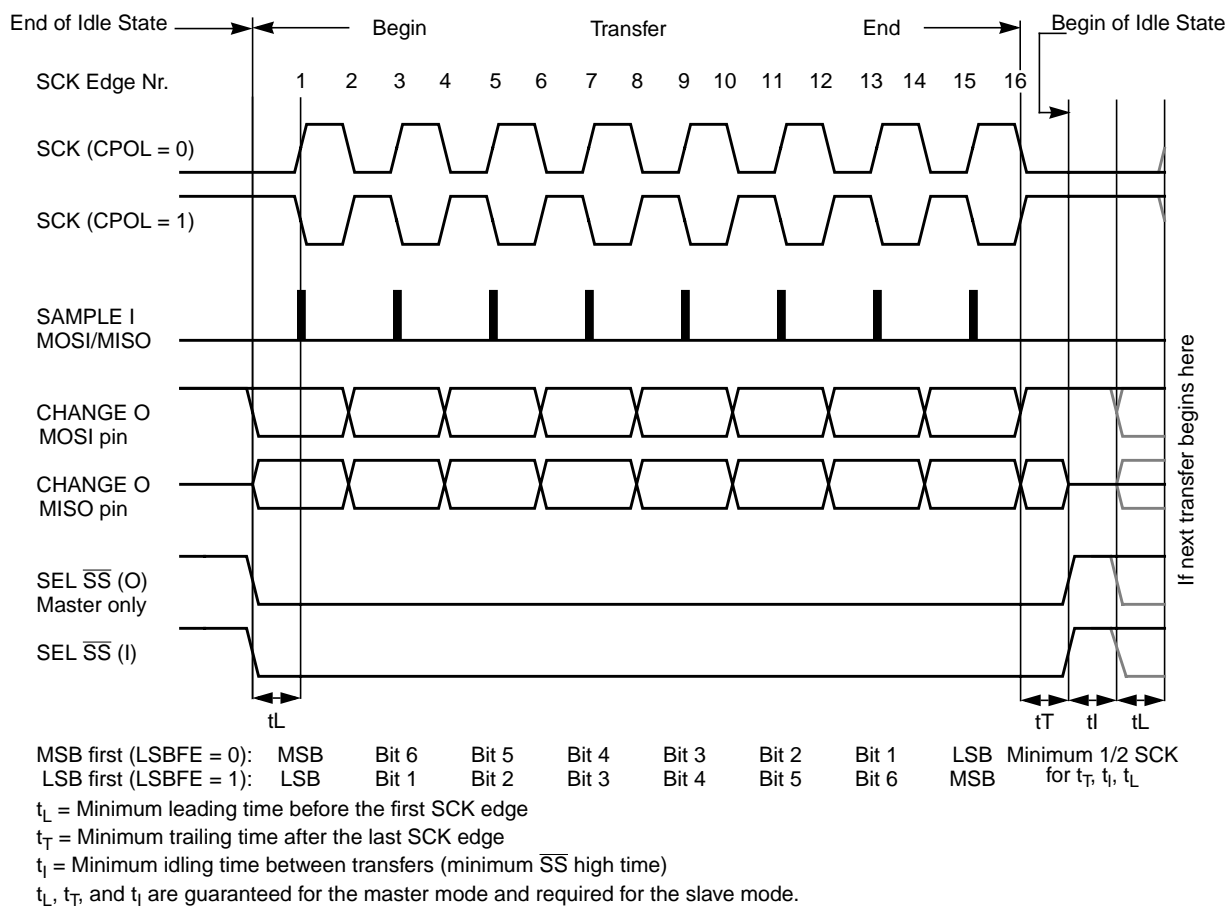 End of Idle State
Begin
Transfer
End
Begin of Idle State
SCK Edge Nr.
1 2 3 4 5 6 7 8 9 10 11 12 13 14 15 16
SCK (CPOL = 0)
SCK (CPOL = 1)
SAMPLE I
MOSI/MISO
CHANGE O
MOSI pin
CHANGE O
MISO pin
SEL S̅S̅ (O)
Master only
SEL S̅S̅ (I)
If next transfer begins here
tL
tT
tI
tL
MSB first (LSBFE = 0): MSB Bit 6 Bit 5 Bit 4 Bit 3 Bit 2 Bit 1 LSB
LSB first (LSBFE = 1): LSB Bit 1 Bit 2 Bit 3 Bit 4 Bit 5 Bit 6 MSB
Minimum 1/2 SCK
for tT, tI, tL
tL = Minimum leading time before the first SCK edge
tT = Minimum trailing time after the last SCK edge
tI = Minimum idling time between transfers (minimum S̅S̅ high time)
tL, tT, and tI are guaranteed for the master mode and required for the slave mode.